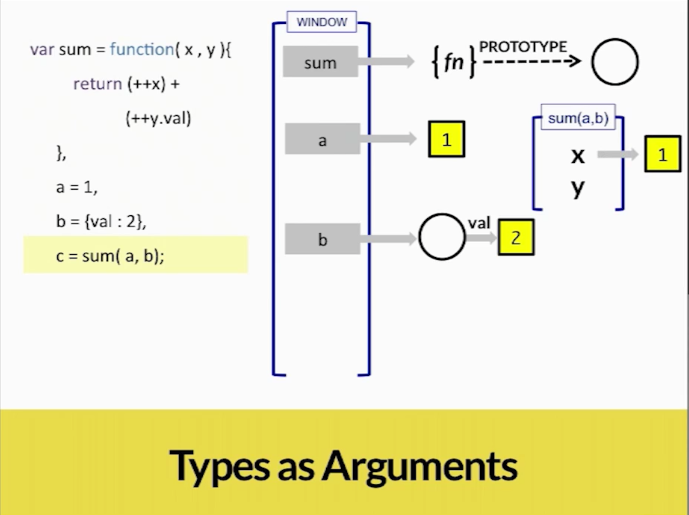 var sum = function( x , y ){
return (++x) +
(++y.val)
},
a = 1,
b = {val : 2},
c = sum( a, b);
WINDOW
sum
{fn}
PROTOTYPE
a
1
b
val
2
sum(a,b)
x
1
y
Types as Arguments